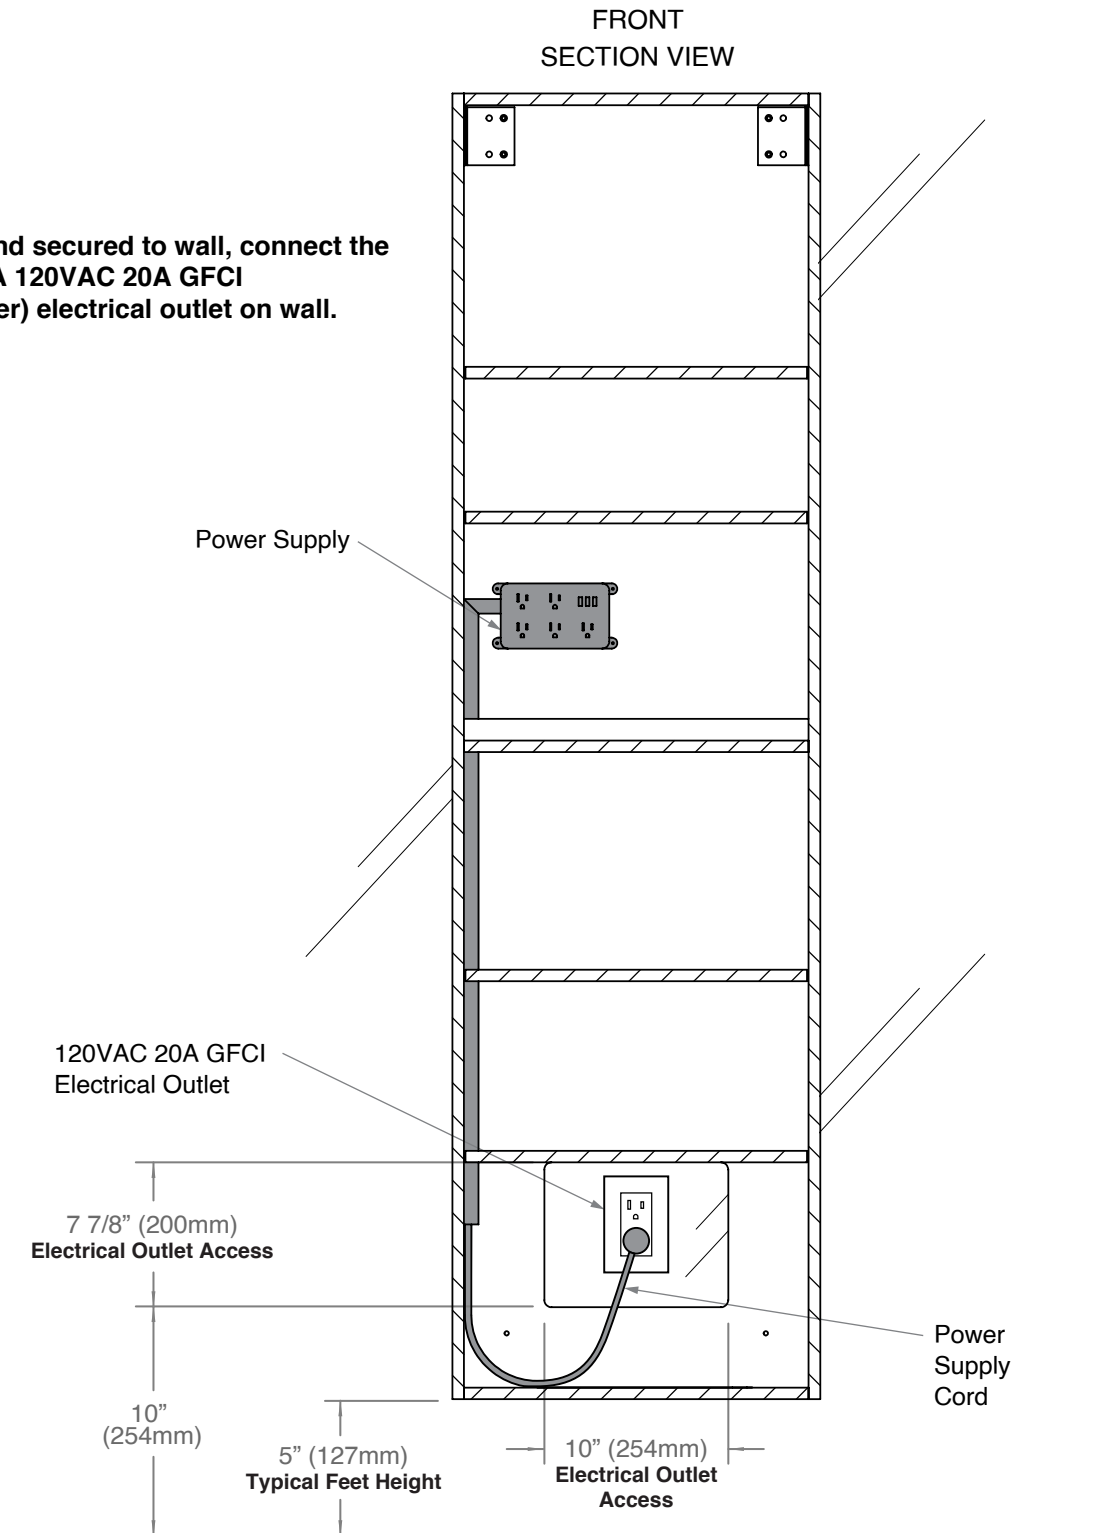 FRONT
SECTION VIEW
secured to wall, connect the
120VAC 20A GFCI
electrical outlet on wall.
Power Supply
120VAC 20A GFCI
Electrical Outlet
7 7/8” (200mm)
Electrical Outlet Access
Power
Supply
Cord
10”
(254mm)
5” (127mm)
Typical Feet Height
10” (254mm)
Electrical Outlet
Access